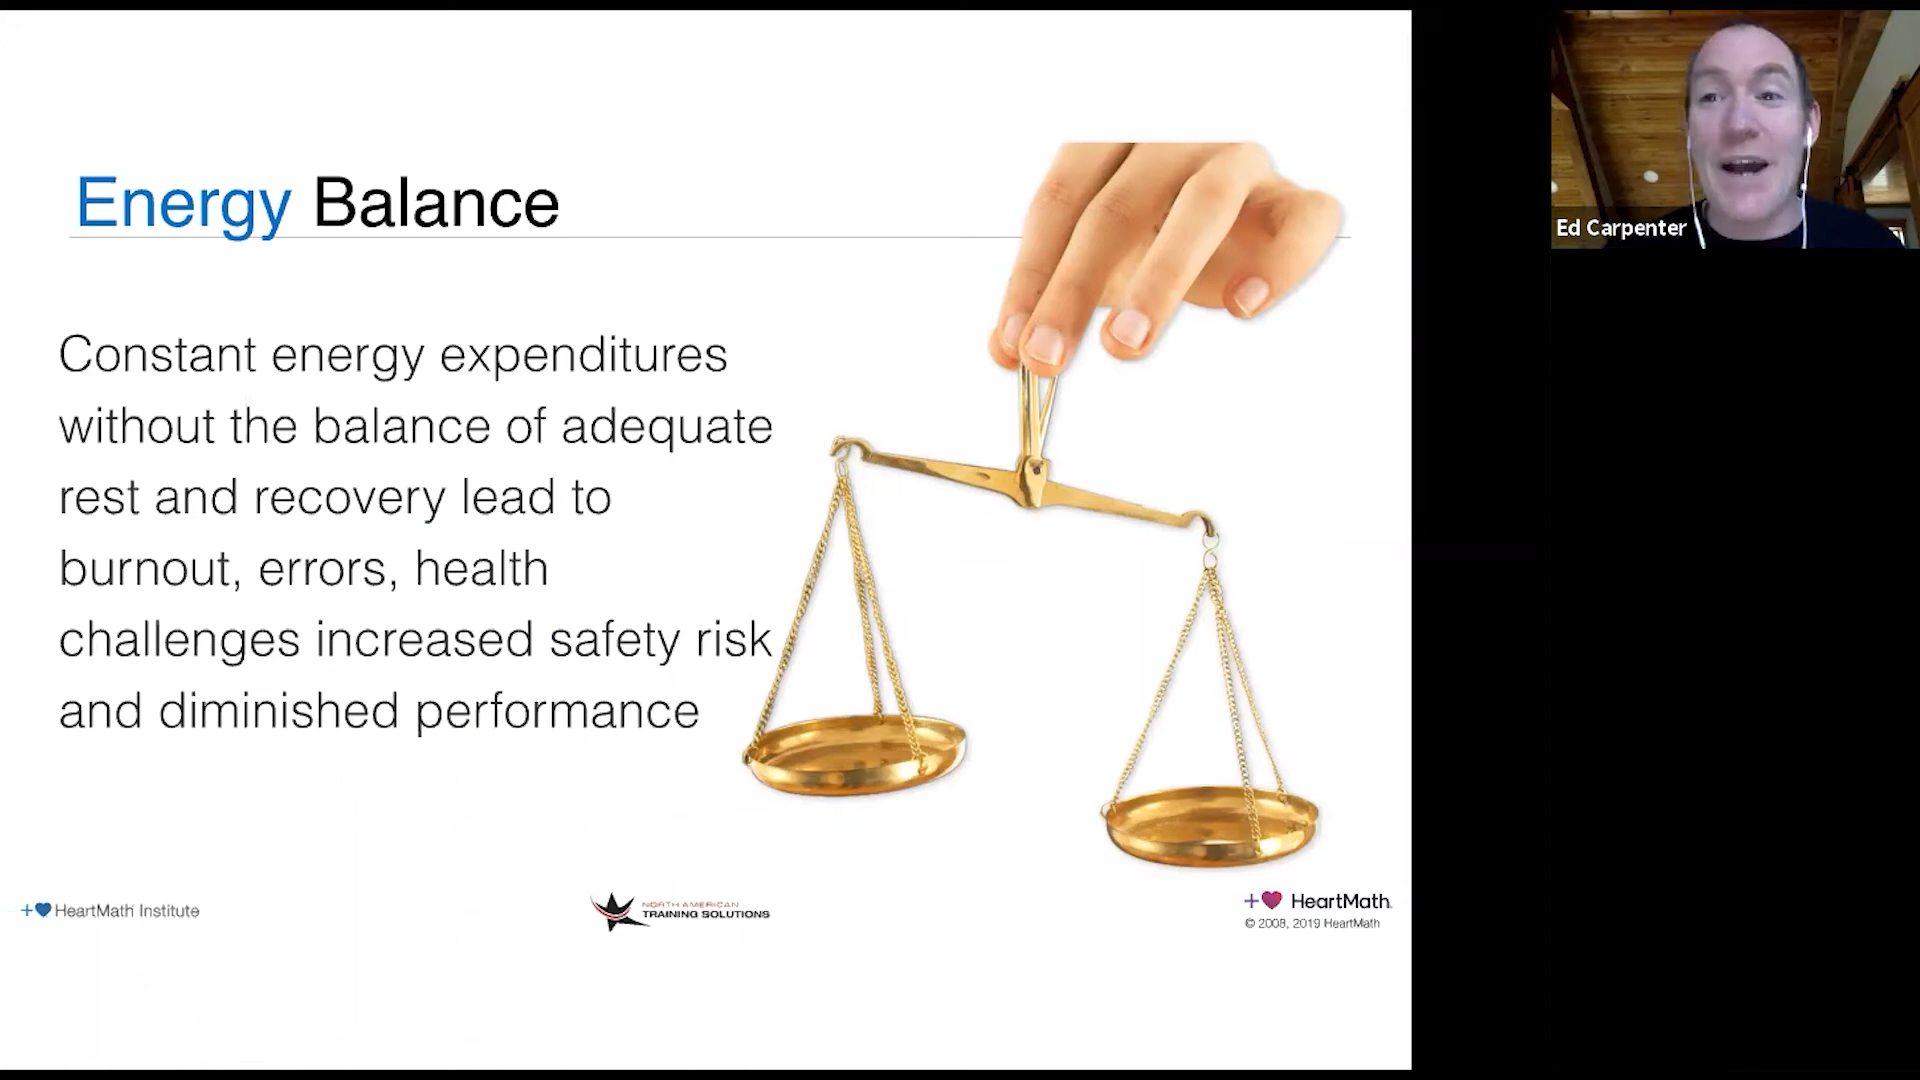 Energy Balance
Constant energy expenditures
without the balance of adequate
rest and recovery lead to
burnout, errors, health
challenges increased safety risk
and diminished performance
HeartMath Institute
NORTH AMERICAN
TRAINING SOLUTIONS
HeartMath
© 2008, 2019 HeartMath
Ed Carpenter